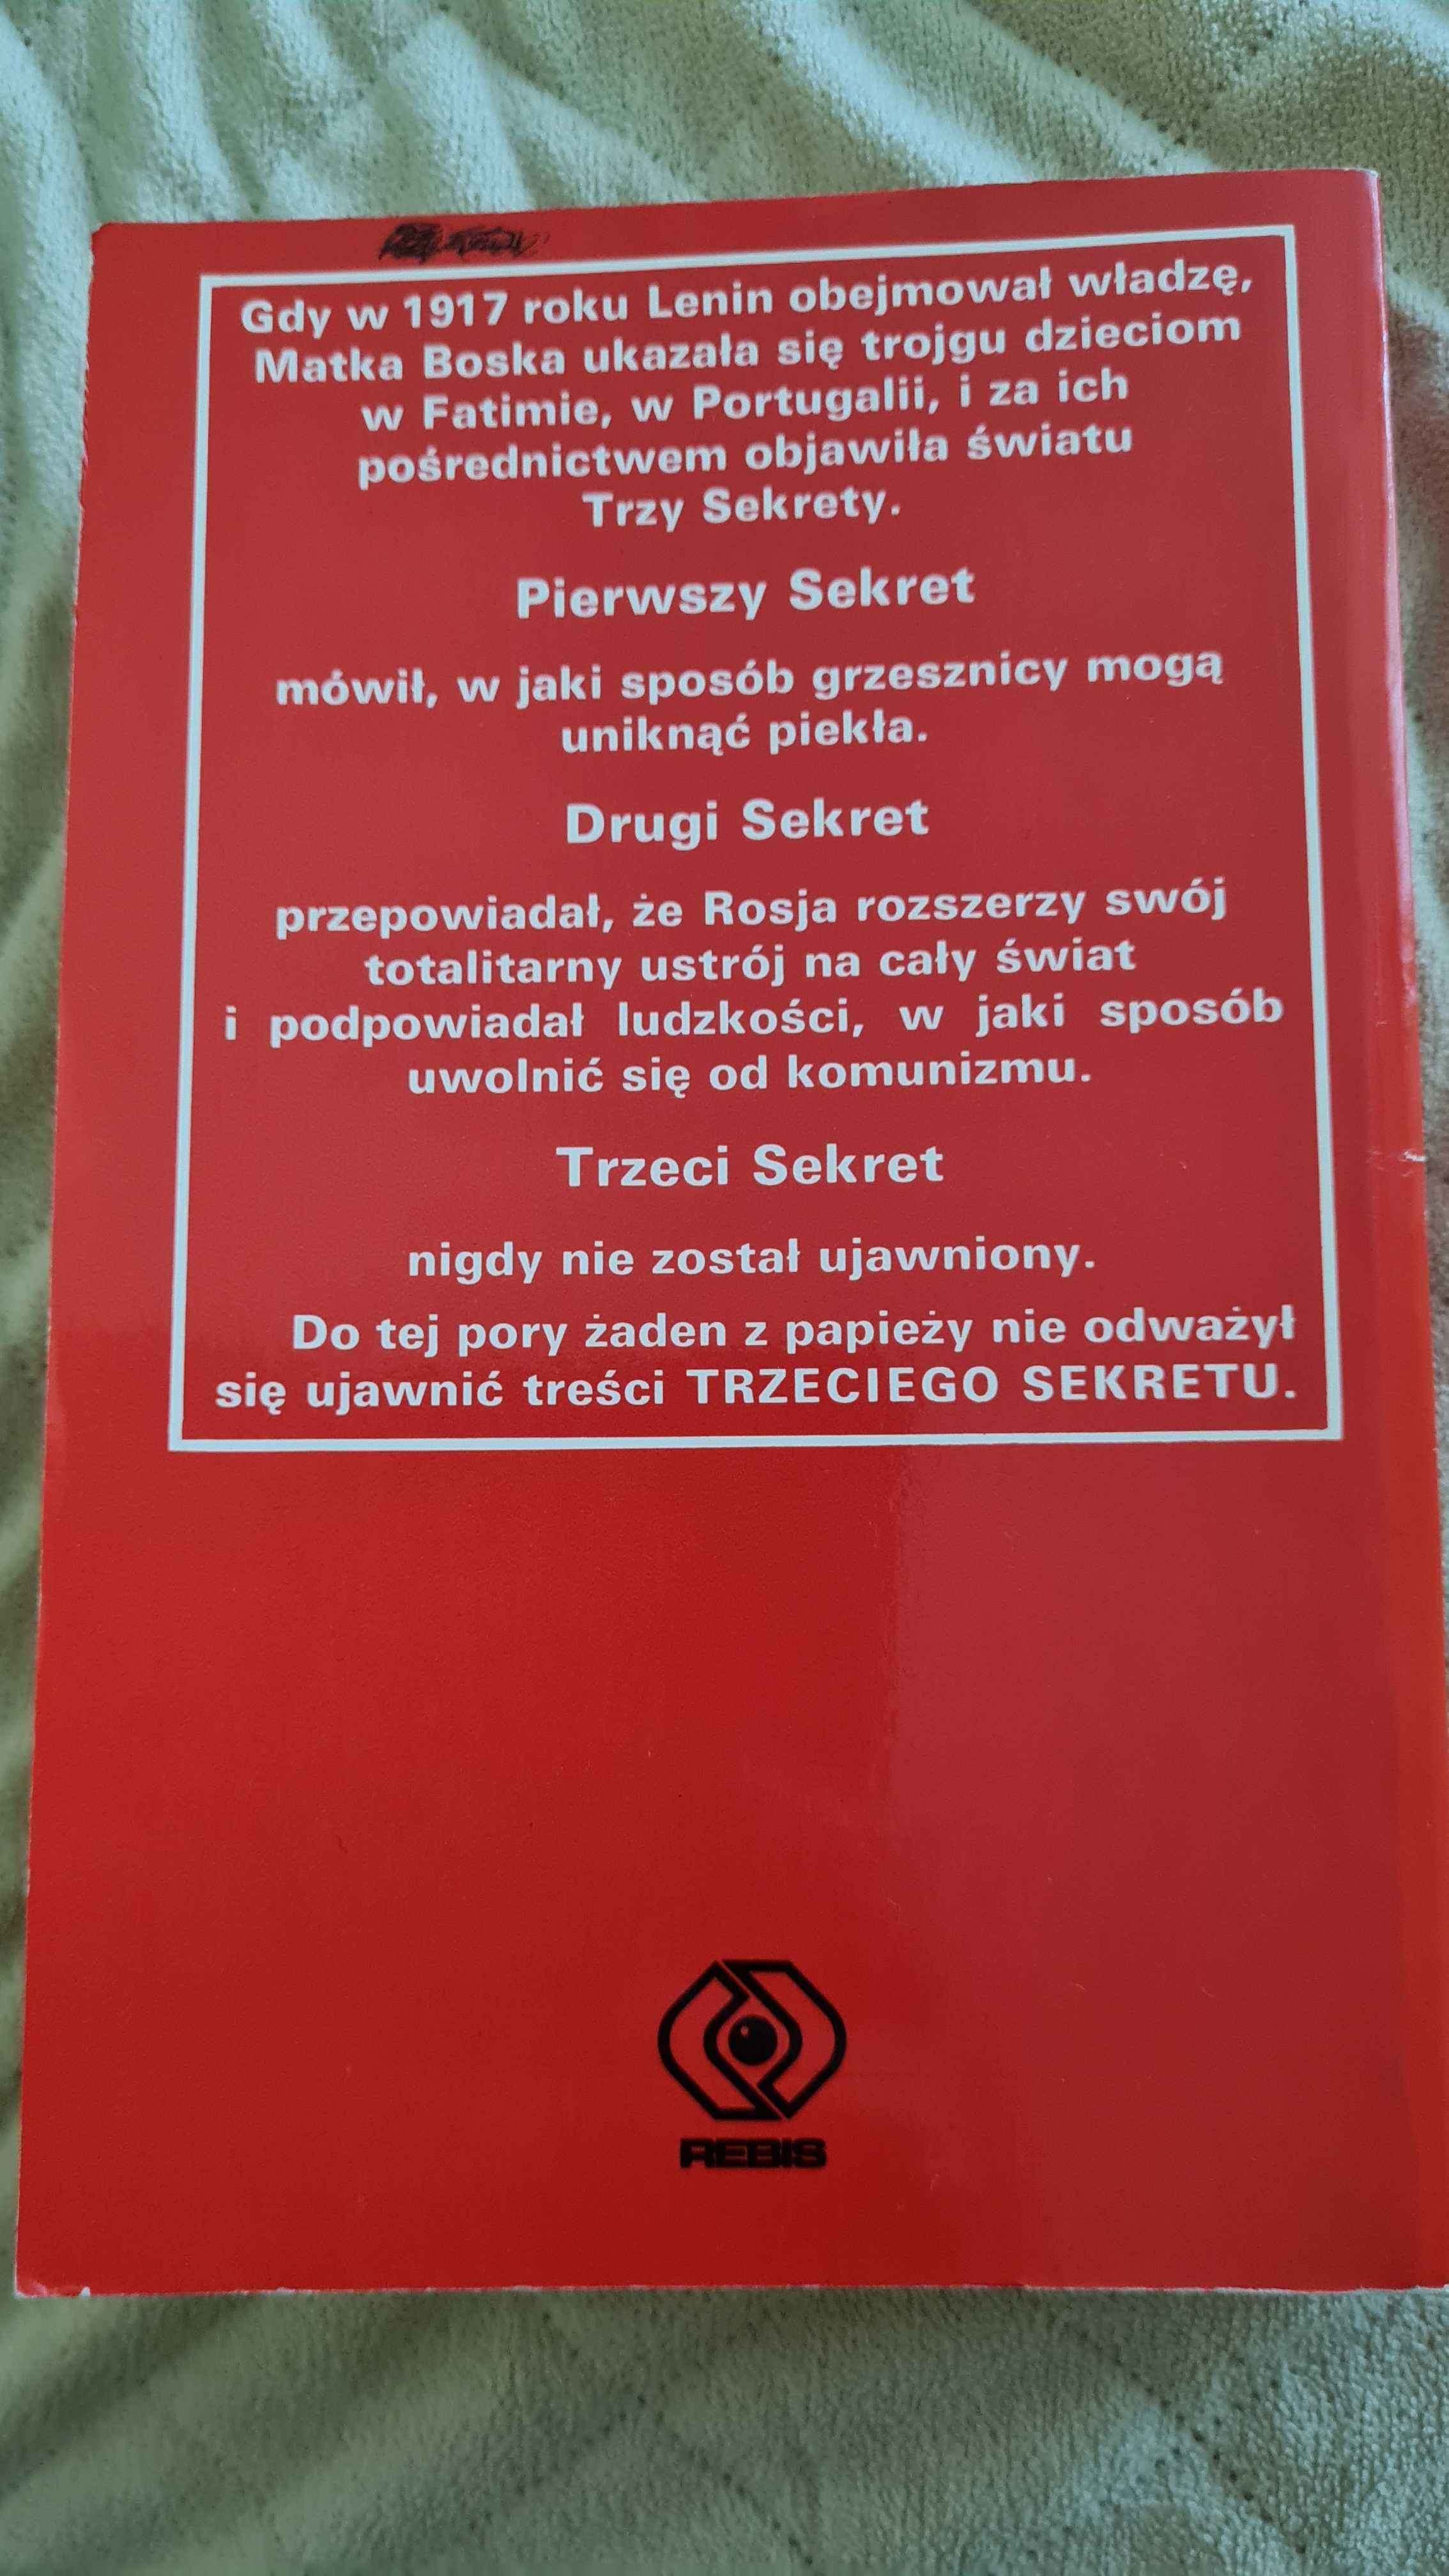 Gdy w 1917 roku Lenin obejmował władzę,
Matka Boska ukazała się trojgu dzieciom
w Fatimie, w Portugalii, i za ich
pośrednictwem objawiła światu
Trzy Sekrety.
Pierwszy Sekret
mówił, w jaki sposób grzesznicy mogą
uniknąć piekła.
Drugi Sekret
przepowiadał, że Rosja rozszerzy swój
totalitarny ustrój na cały świat
i podpowiadał ludzkości, w jaki sposób
uwolnić się od komunizmu.
Trzeci Sekret
nigdy nie został ujawniony.
Do tej pory żaden z papieży nie odważył
się ujawnić treści TRZECIEGO SEKRETU.
REBIS